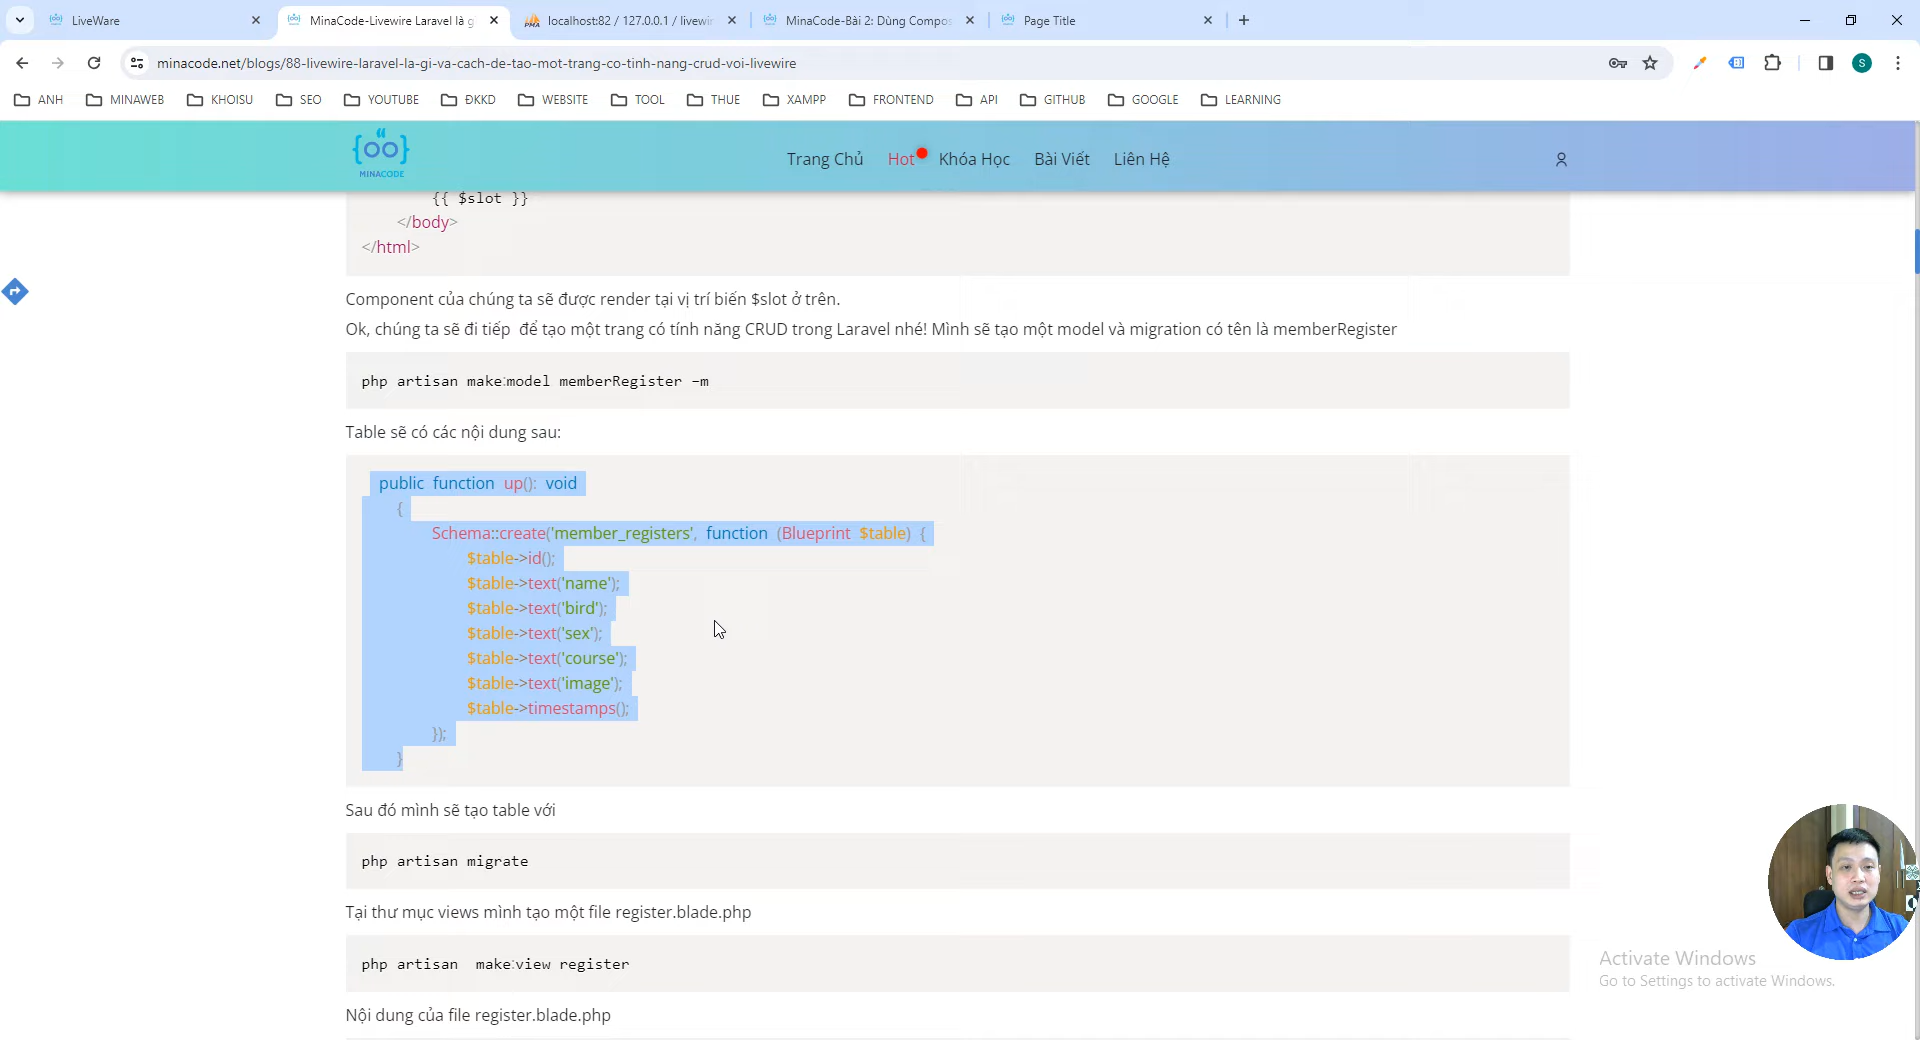 LiveWare
MinaCode-Livewire Laravel là g
localhost:82 / 127.0.0.1 / livewir
MinaCode-Bài 2: Dùng Compos
Page Title
minacode.net/blogs/88-livewire-laravel-la-gi-va-cach-de-tao-mot-trang-co-tinh-nang-crud-voi-livewire
S
ANH
MINAWEB
KHOISU
SEO
YOUTUBE
ĐKKD
WEBSITE
TOOL
THUE
XAMPP
FRONTEND
API
GITHUB
GOOGLE
LEARNING
MINACODE
Trang Chủ
Hot
Khóa Học
Bài Viết
Liên Hệ
{{ $slot }}
</body>
</html>
Component của chúng ta sẽ được render tại vị trí biến $slot ở trên.
Ok, chúng ta sẽ đi tiếp để tạo một trang có tính năng CRUD trong Laravel nhé! Mình sẽ tạo một model và migration có tên là memberRegister
php artisan make:model memberRegister –m
Table sẽ có các nội dung sau:
public function up(): void
{
Schema::create('member_registers', function (Blueprint $table) {
$table->id();
$table->text('name');
$table->text('bird');
$table->text('sex');
$table->text('course');
$table->text('image');
$table->timestamps();
});
}
Sau đó mình sẽ tạo table với
php artisan migrate
Tại thư mục views mình tạo một file register.blade.php
php artisan make:view register
Nội dung của file register.blade.php
Activate Windows
Go to Settings to activate Windows.